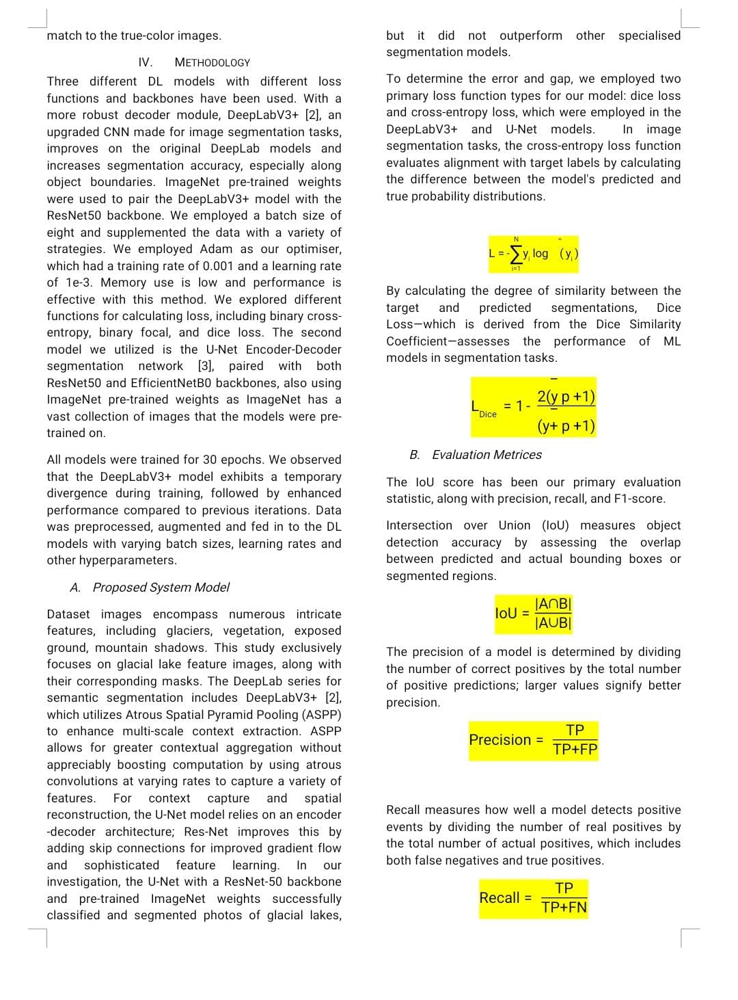 match to the true-color images.
IV. METHODOLOGY
Three different DL models with different loss
functions and backbones have been used. With a
more robust decoder module, DeepLabV3+ [2], an
upgraded CNN made for image segmentation tasks,
improves on the original DeepLab models and
increases segmentation accuracy, especially along
object boundaries. ImageNet pre-trained weights
were used to pair the DeepLabV3+ model with the
ResNet50 backbone. We employed a batch size of
eight and supplemented the data with a variety of
strategies. We employed Adam as our optimiser,
which had a training rate of 0.001 and a learning rate
of 1e-3. Memory use is low and performance is
effective with this method. We explored different
functions for calculating loss, including binary cross-
entropy, binary focal, and dice loss. The second
model we utilized is the U-Net Encoder-Decoder
segmentation network [3], paired with both
ResNet50 and EfficientNetB0 backbones, also using
ImageNet pre-trained weights as ImageNet has a
vast collection of images that the models were pre-
trained on.
All models were trained for 30 epochs. We observed
that the DeepLabV3+ model exhibits a temporary
divergence during training, followed by enhanced
performance compared to previous iterations. Data
was preprocessed, augmented and fed in to the DL
models with varying batch sizes, learning rates and
other hyperparameters.
A. Proposed System Model
Dataset images encompass numerous intricate
features, including glaciers, vegetation, exposed
ground, mountain shadows. This study exclusively
focuses on glacial lake feature images, along with
their corresponding masks. The DeepLab series for
semantic segmentation includes DeepLabV3+ [2],
which utilizes Atrous Spatial Pyramid Pooling (ASPP)
to enhance multi-scale context extraction. ASPP
allows for greater contextual aggregation without
appreciably boosting computation by using atrous
convolutions at varying rates to capture a variety of
features. For context capture and spatial
reconstruction, the U-Net model relies on an encoder
-decoder architecture; Res-Net improves this by
adding skip connections for improved gradient flow
and sophisticated feature learning. In our
investigation, the U-Net with a ResNet-50 backbone
and pre-trained ImageNet weights successfully
classified and segmented photos of glacial lakes,
but it did not outperform other specialised
segmentation models.
To determine the error and gap, we employed two
primary loss function types for our model: dice loss
and cross-entropy loss, which were employed in the
DeepLabV3+ and U-Net models. In image
segmentation tasks, the cross-entropy loss function
evaluates alignment with target labels by calculating
the difference between the model's predicted and
true probability distributions.
N ^
L = -∑yᵢ log (yᵢ)
i=1
By calculating the degree of similarity between the
target and predicted segmentations, Dice
Loss—which is derived from the Dice Similarity
Coefficient—assesses the performance of ML
models in segmentation tasks.
2(y p̅ +1)
L Dice = 1 -
(y+ p̅ +1)
B. Evaluation Metrices
The IoU score has been our primary evaluation
statistic, along with precision, recall, and F1-score.
Intersection over Union (IoU) measures object
detection accuracy by assessing the overlap
between predicted and actual bounding boxes or
segmented regions.
|A∩B|
IoU =
|A∪B|
The precision of a model is determined by dividing
the number of correct positives by the total number
of positive predictions; larger values signify better
precision.
TP
Precision =
TP+FP
Recall measures how well a model detects positive
events by dividing the number of real positives by
the total number of actual positives, which includes
both false negatives and true positives.
TP
Recall =
TP+FN